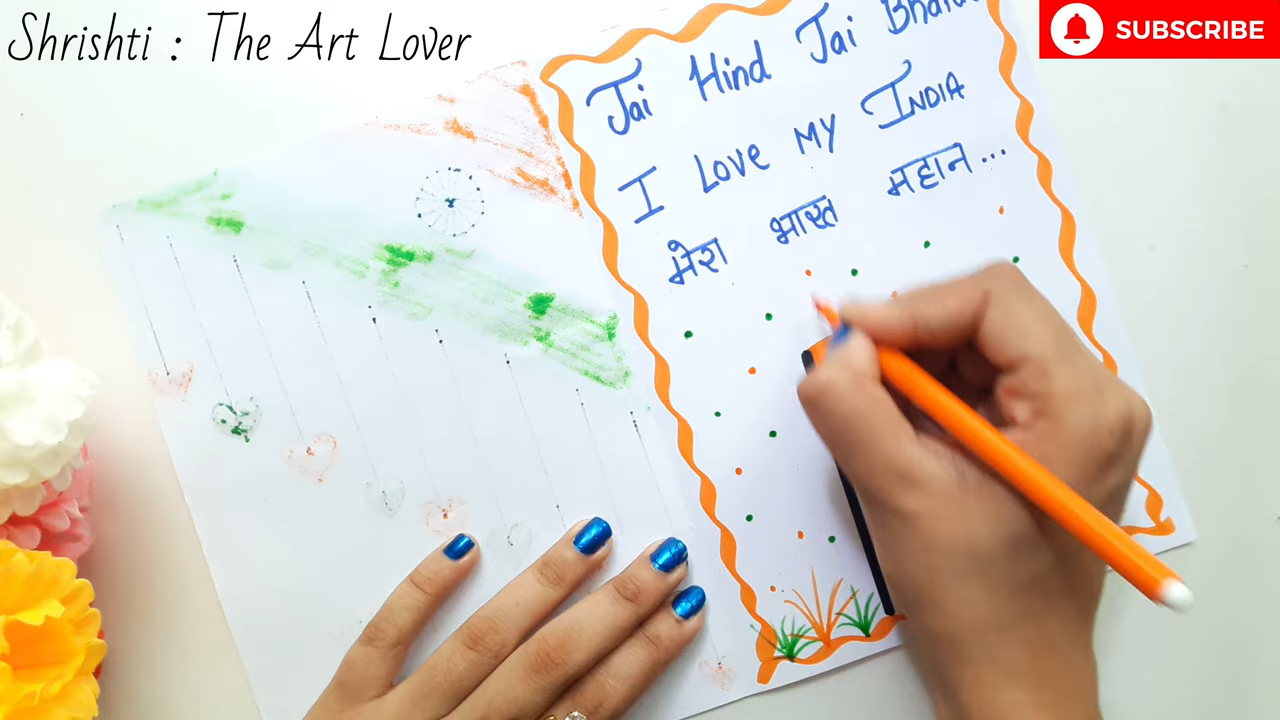 Shrishti : The Art Lover
SUBSCRIBE
Jai Hind Jai Bharat
I Love MY INDIA
मेरा भारत महान...